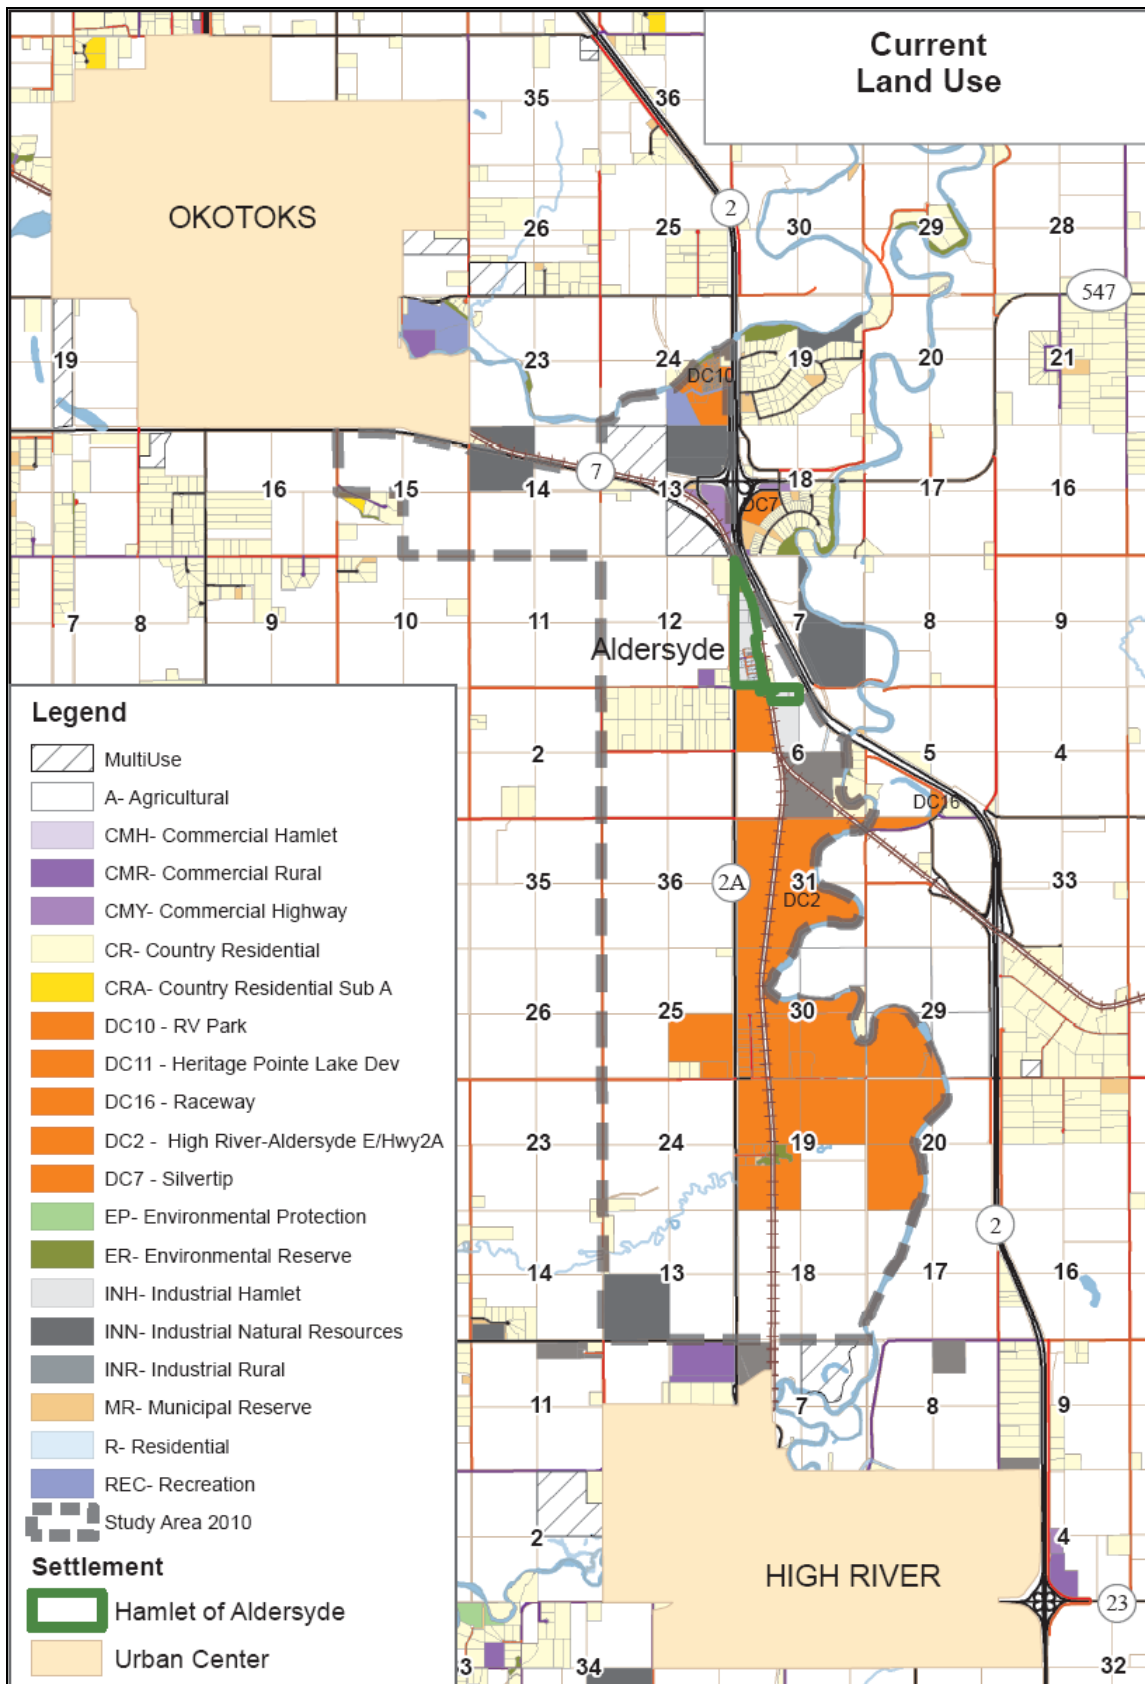 Current
Land Use
35
36
OKOTOKS
2
26
25
30
29
28
547
19
23
24
19
20
21
DC10
7
16
15
14
13
18
17
16
DC7
7
8
9
10
11
12
7
8
9
Aldersyde
Legend
MultiUse
A- Agricultural
CMH- Commercial Hamlet
CMR- Commercial Rural
CMY- Commercial Highway
CR- Country Residential
CRA- Country Residential Sub A
DC10 - RV Park
DC11 - Heritage Pointe Lake Dev
DC16 - Raceway
DC2 - High River-Aldersyde E/Hwy2A
DC7 - Silvertip
EP- Environmental Protection
ER- Environmental Reserve
INH- Industrial Hamlet
INN- Industrial Natural Resources
INR- Industrial Rural
MR- Municipal Reserve
R- Residential
REC- Recreation
Study Area 2010
Settlement
Hamlet of Aldersyde
Urban Center
2
6
5
4
DC16
35
36
2A
31
33
DC2
26
25
30
29
23
24
19
20
2
14
13
18
17
16
11
7
8
9
2
4
HIGH RIVER
23
33
34
32